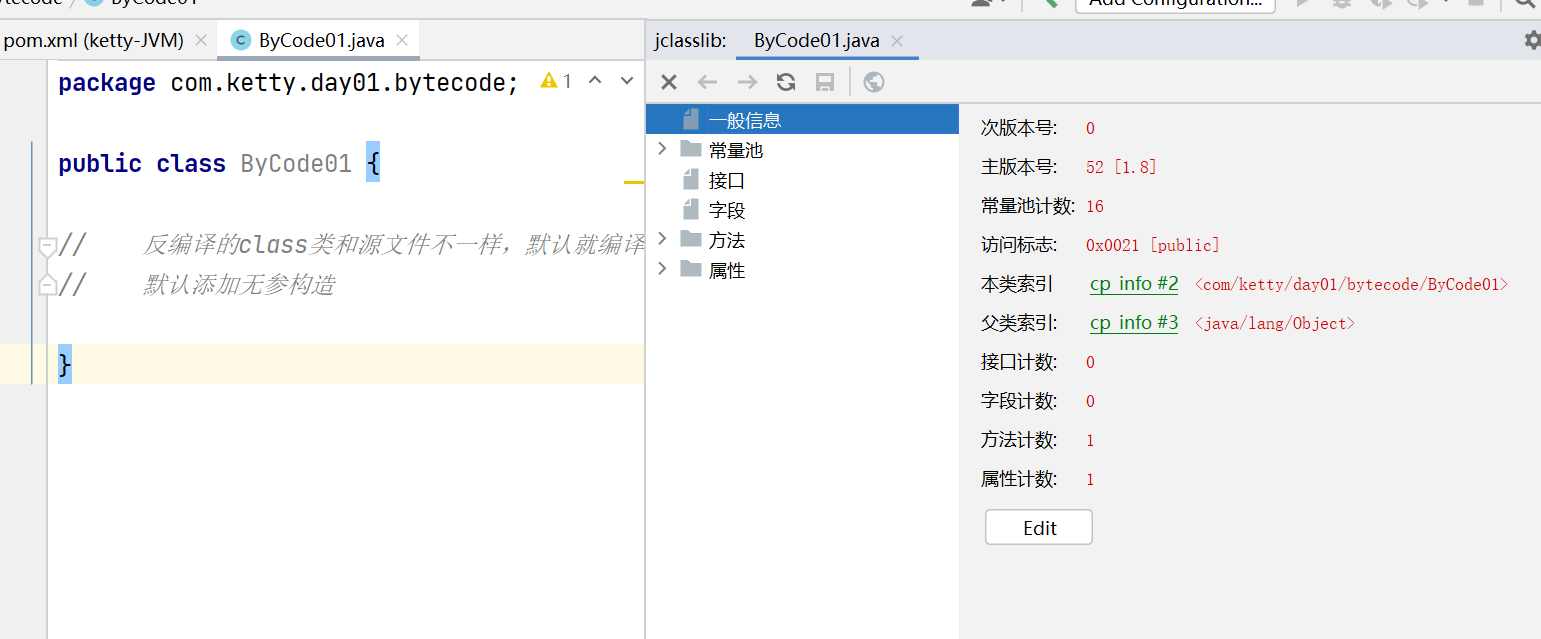 ByCode01
Add Configuration...
pom.xml (ketty-JVM)
ByCode01.java
package com.ketty.day01.bytecode;
1
public class ByCode01 {
// 反编译的class类和源文件不一样，默认就编译
// 默认添加无参构造
}
jclasslib:
ByCode01.java
一般信息
常量池
接口
字段
方法
属性
次版本号: 0
主版本号: 52 [1.8]
常量池计数: 16
访问标志: 0x0021 [public]
本类索引 cp_info #2 <com/ketty/day01/bytecode/ByCode01>
父类索引: cp_info #3 <java/lang/Object>
接口计数: 0
字段计数: 0
方法计数: 1
属性计数: 1
Edit